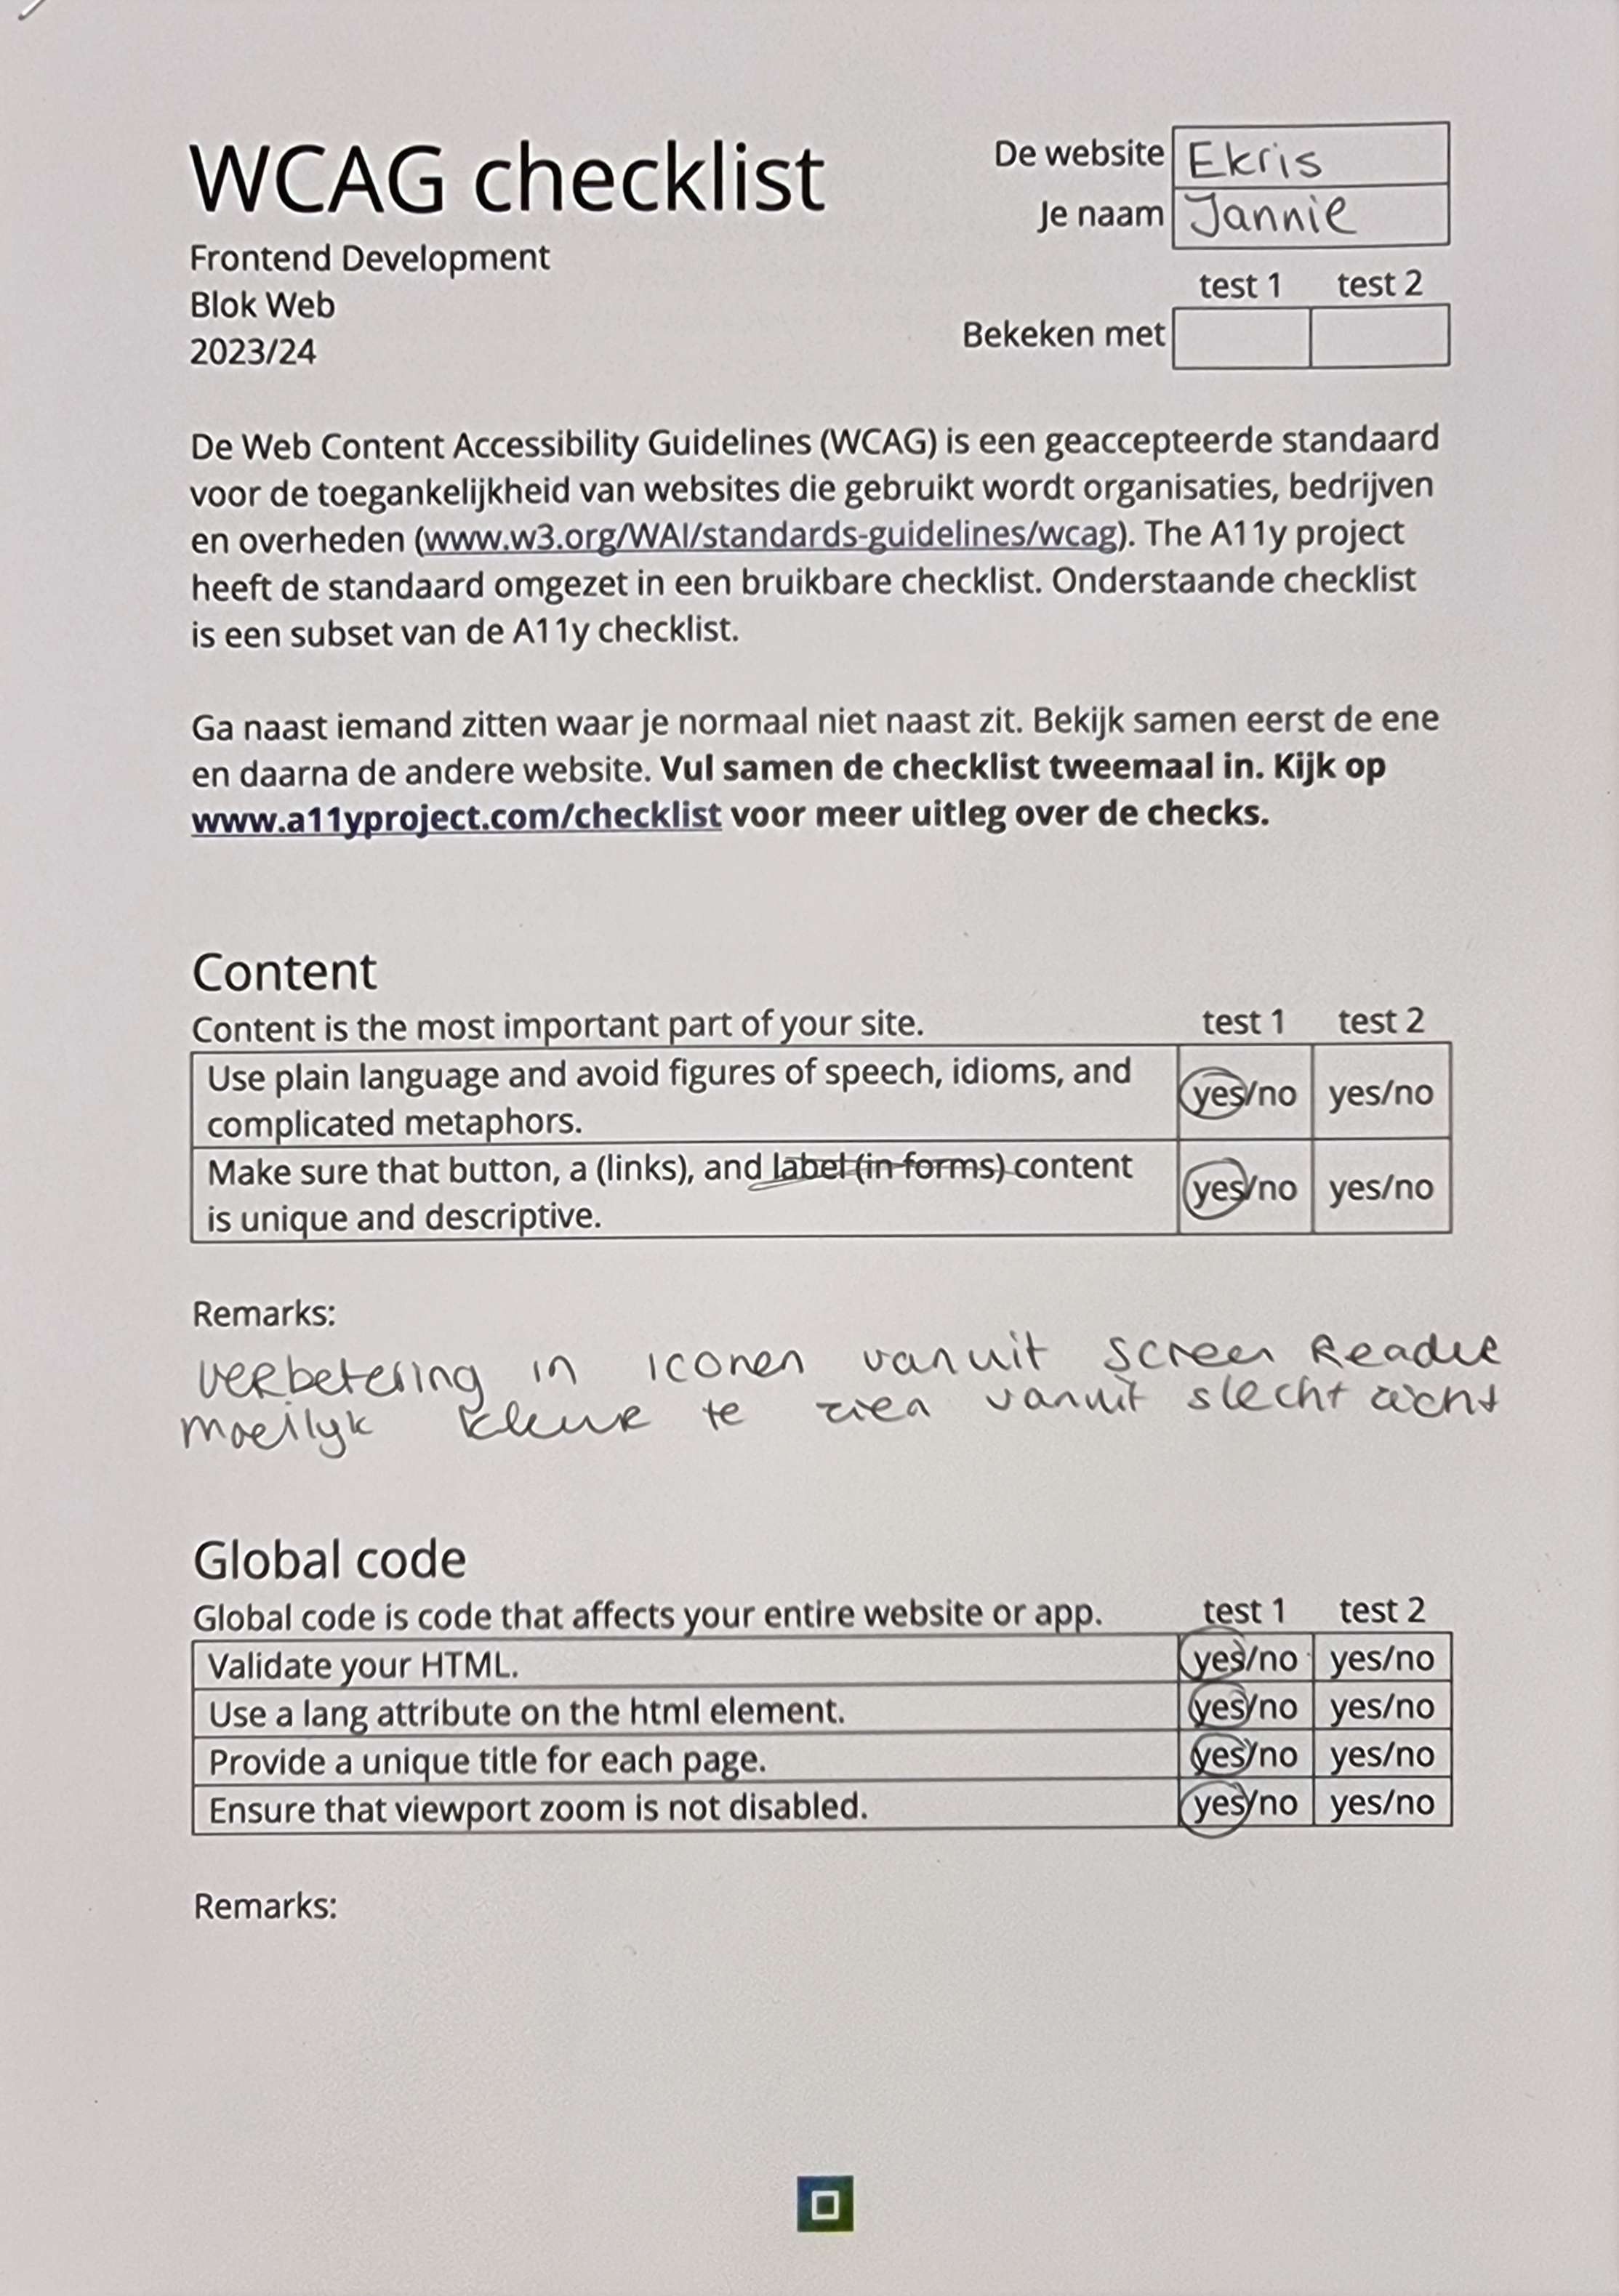 WCAG checklist
Frontend Development
Blok Web
2023/24
De website Ekris
Je naam Jannie
test 1 test 2
Bekeken met
De Web Content Accessibility Guidelines (WCAG) is een geaccepteerde standaard
voor de toegankelijkheid van websites die gebruikt wordt organisaties, bedrijven
en overheden (www.w3.org/WAI/standards-guidelines/wcag). The A11y project
heeft de standaard omgezet in een bruikbare checklist. Onderstaande checklist
is een subset van de A11y checklist.
Ga naast iemand zitten waar je normaal niet naast zit. Bekijk samen eerst de ene
en daarna de andere website. Vul samen de checklist tweemaal in. Kijk op
www.a11yproject.com/checklist voor meer uitleg over de checks.
Content
Content is the most important part of your site. test 1 test 2
Use plain language and avoid figures of speech, idioms, and
complicated metaphors. yes/no yes/no
Make sure that button, a (links), and label (in forms) content
is unique and descriptive. yes/no yes/no
Remarks:
verbetering in iconen vanuit screen Reader
moeilyk kleur te zien vanuit slecht zicht
Global code
Global code is code that affects your entire website or app. test 1 test 2
Validate your HTML. yes/no yes/no
Use a lang attribute on the html element. yes/no yes/no
Provide a unique title for each page. yes/no yes/no
Ensure that viewport zoom is not disabled. yes/no yes/no
Remarks: